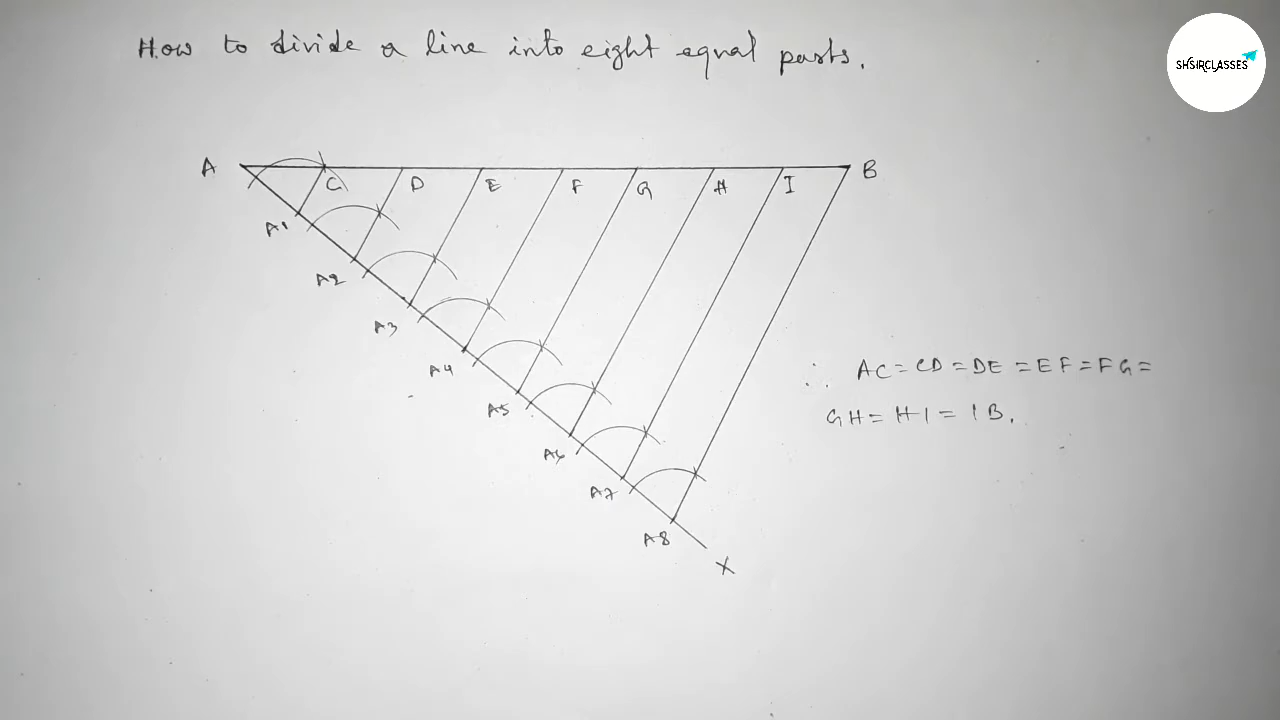 How to divide a line into eight equal parts.
SHSIRCLASSES
A B
C D E F G H I
A1
A2
A3
A4
A5
A6
A7
A8
X
∴ AC = CD = DE = EF = FG =
GH = HI = IB.